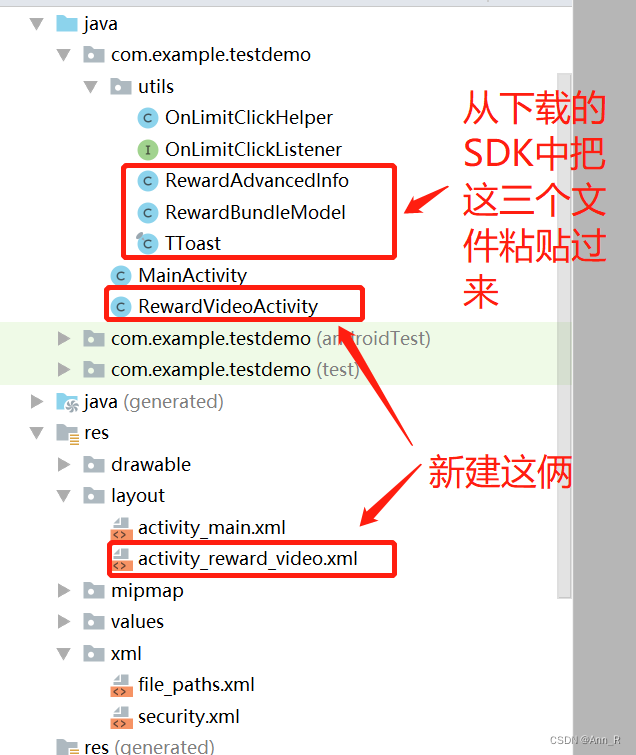 java
com.example.testdemo
utils
OnLimitClickHelper
OnLimitClickListener
RewardAdvancedInfo
RewardBundleModel
TToast
MainActivity
RewardVideoActivity
com.example.testdemo (androidTest)
com.example.testdemo (test)
java (generated)
res
drawable
layout
activity_main.xml
activity_reward_video.xml
mipmap
values
xml
file_paths.xml
security.xml
res (generated)
从下载的
SDK中把
这三个文
件粘贴过
来
新建这俩
CSDN @Ann_R